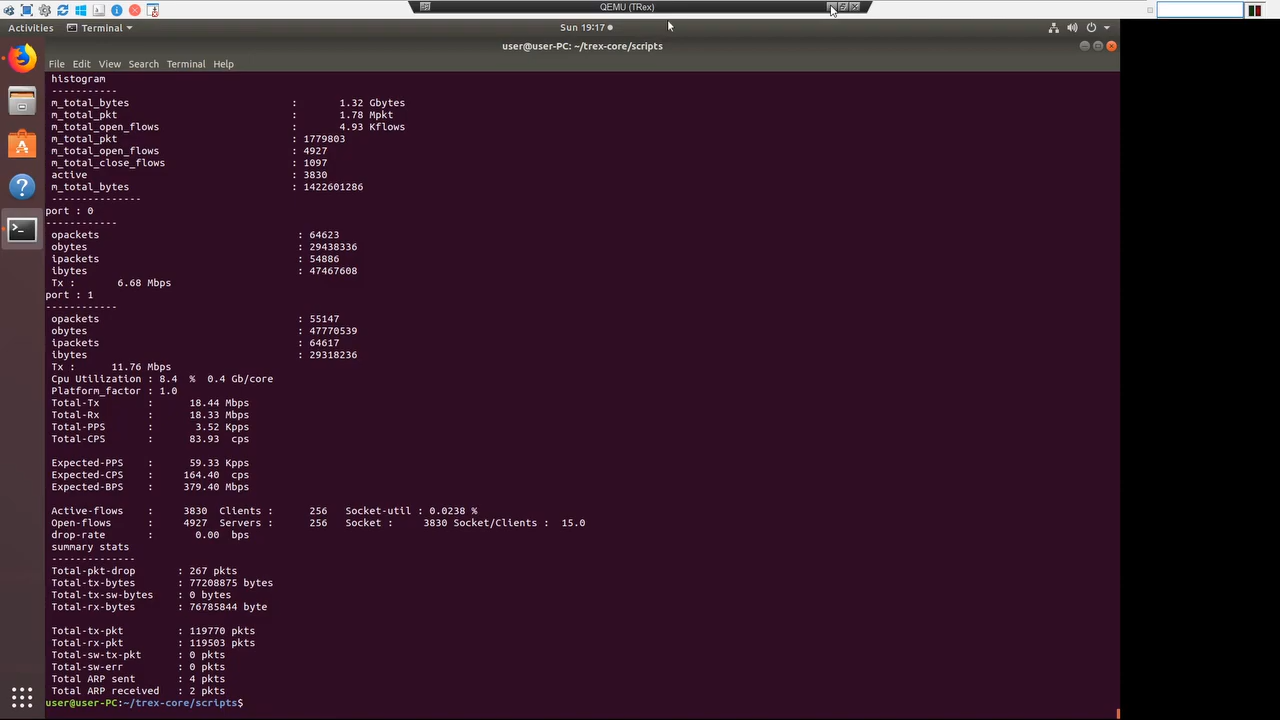 QEMU (TRex)
Activities Terminal Sun 19:17
user@user-PC: ~/trex-core/scripts
File Edit View Search Terminal Help
histogram
-----------
m_total_bytes : 1.32 Gbytes
m_total_pkt : 1.78 Mpkt
m_total_open_flows : 4.93 Kflows
m_total_pkt : 1779803
m_total_open_flows : 4927
m_total_close_flows : 1097
active : 3830
m_total_bytes : 1422601286
---------------
port : 0
------------
opackets : 64623
obytes : 29438336
ipackets : 54886
ibytes : 47467608
Tx : 6.68 Mbps
port : 1
------------
opackets : 55147
obytes : 47770539
ipackets : 64617
ibytes : 29318236
Tx : 11.76 Mbps
Cpu Utilization : 8.4 % 0.4 Gb/core
Platform_factor : 1.0
Total-Tx : 18.44 Mbps
Total-Rx : 18.33 Mbps
Total-PPS : 3.52 Kpps
Total-CPS : 83.93 cps
Expected-PPS : 59.33 Kpps
Expected-CPS : 164.40 cps
Expected-BPS : 379.40 Mbps
Active-flows : 3830 Clients : 256 Socket-util : 0.0238 %
Open-flows : 4927 Servers : 256 Socket : 3830 Socket/Clients : 15.0
drop-rate : 0.00 bps
summary stats
--------------
Total-pkt-drop : 267 pkts
Total-tx-bytes : 77208875 bytes
Total-tx-sw-bytes : 0 bytes
Total-rx-bytes : 76785844 byte
Total-tx-pkt : 119770 pkts
Total-rx-pkt : 119503 pkts
Total-sw-tx-pkt : 0 pkts
Total-sw-err : 0 pkts
Total ARP sent : 4 pkts
Total ARP received : 2 pkts
user@user-PC:~/trex-core/scripts$